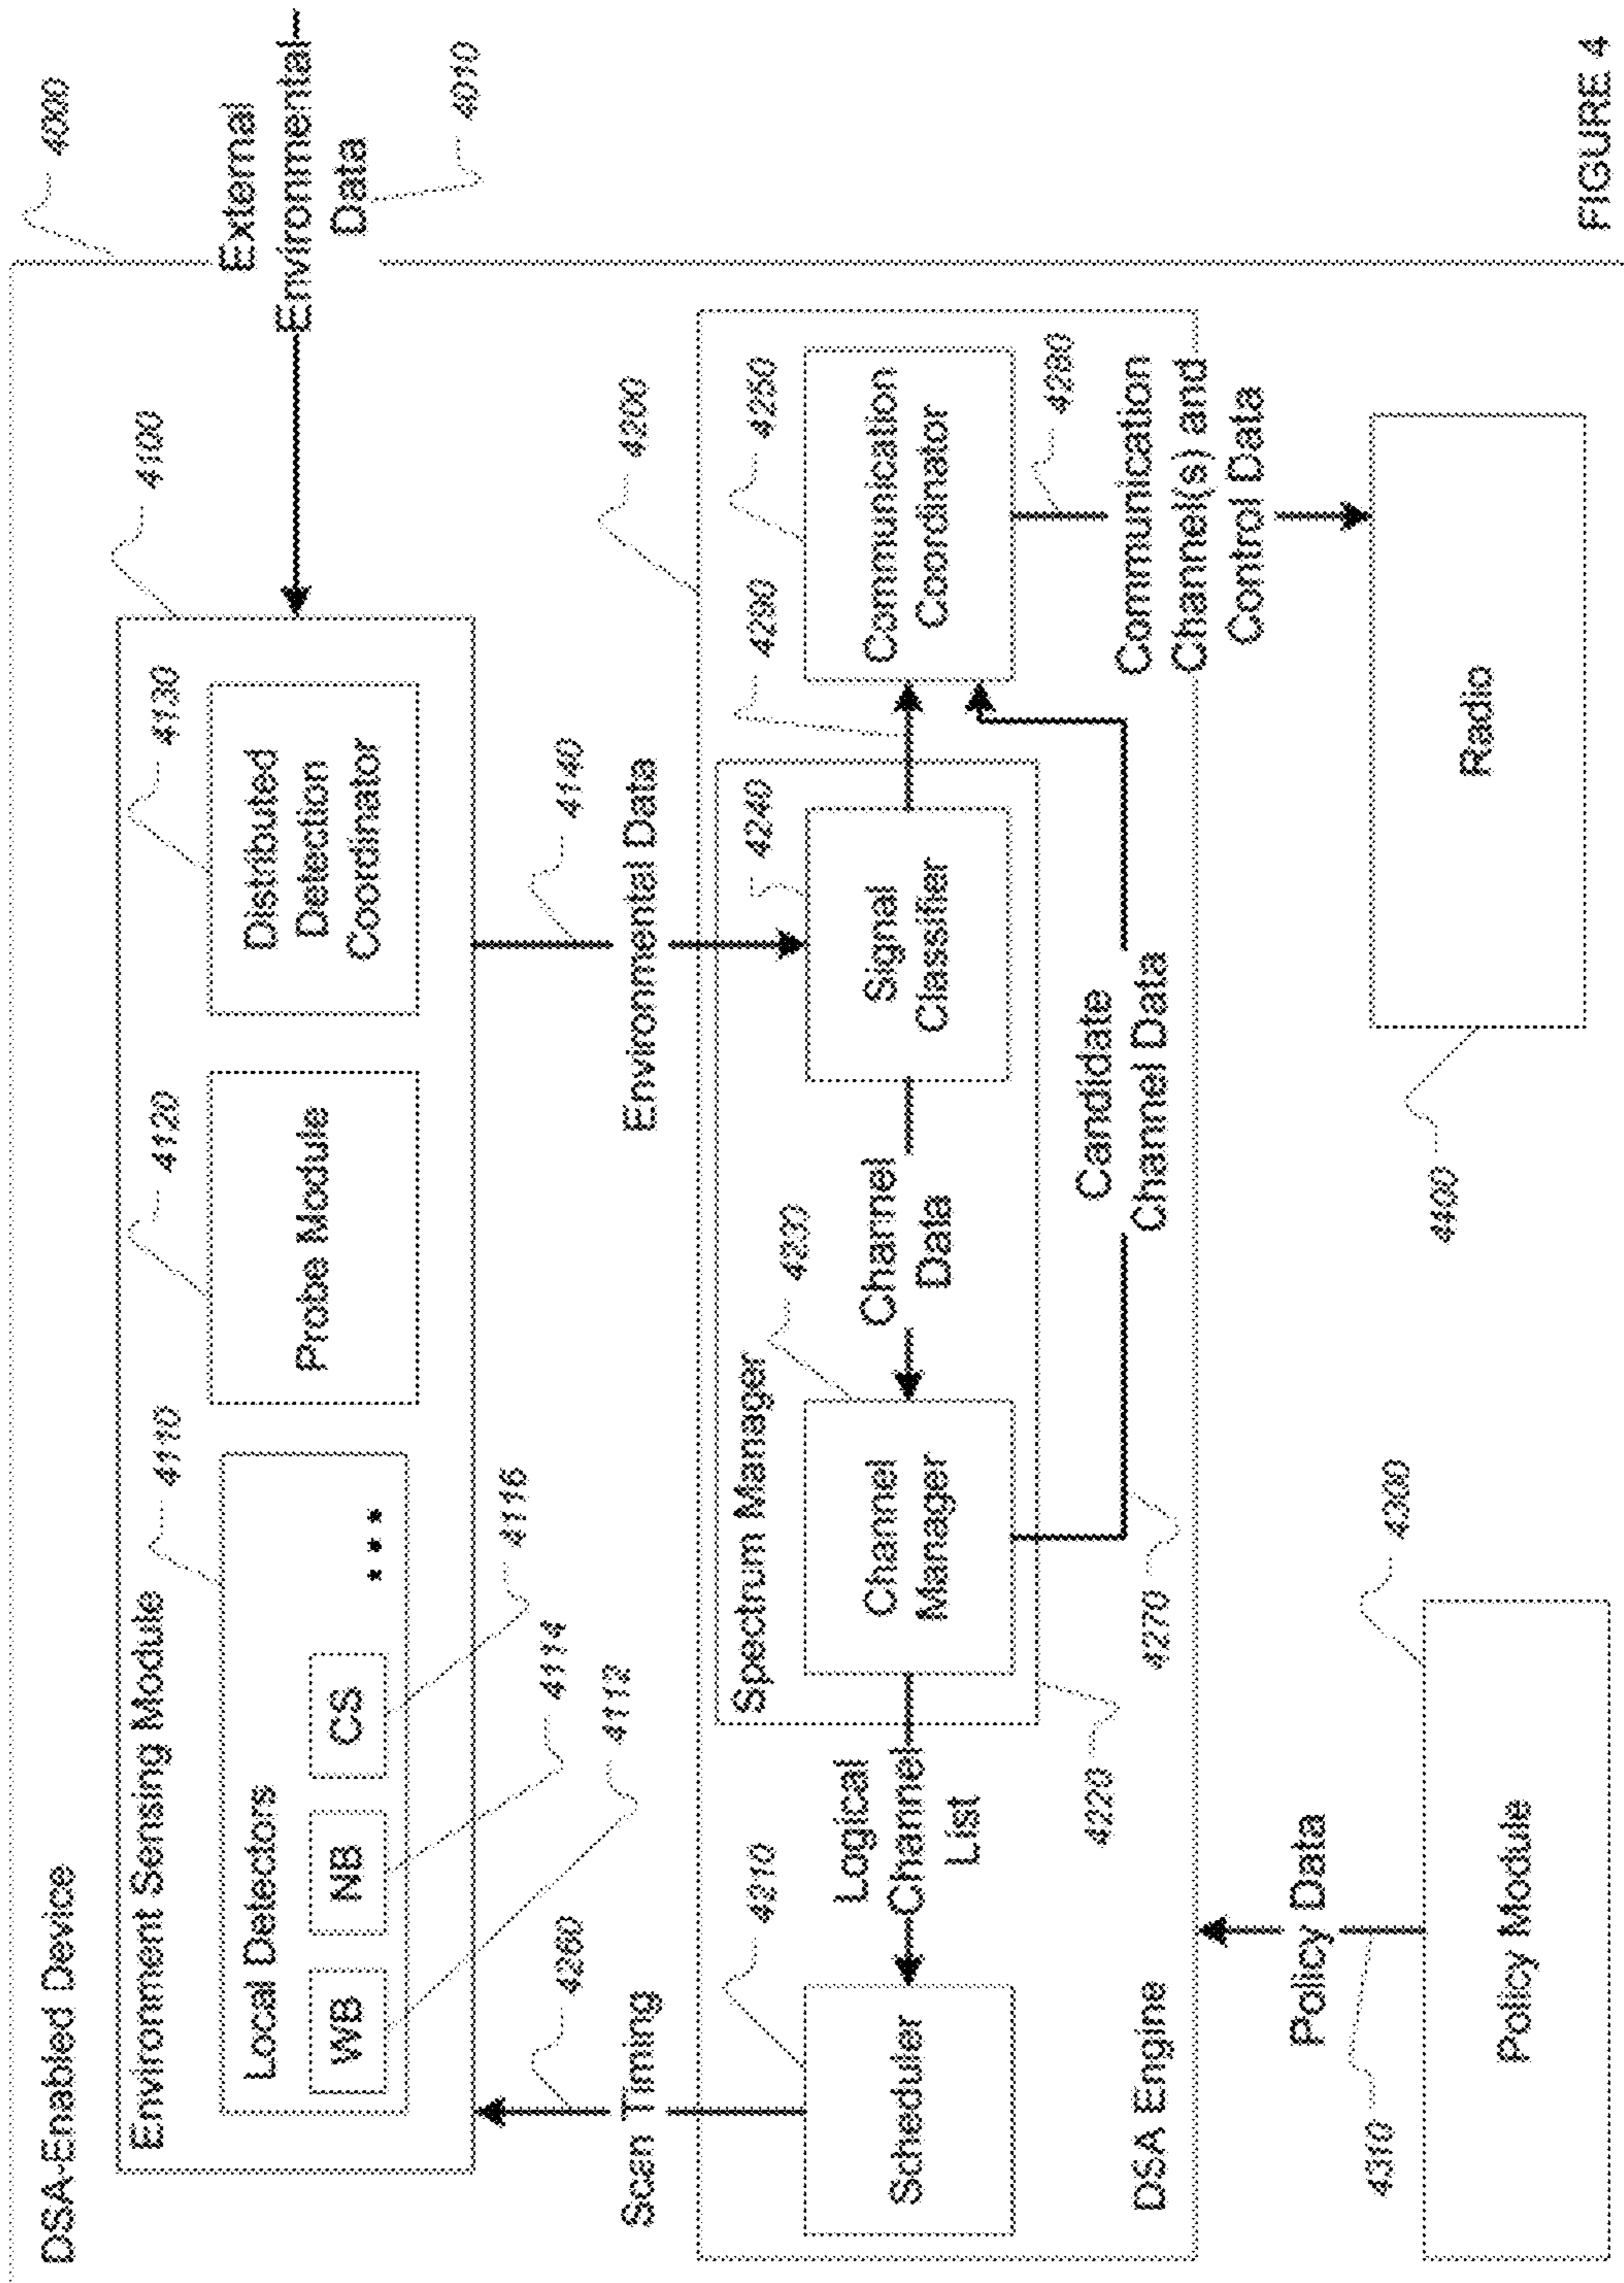 DSA-Enabled Device
4000
Environment Sensing Module
4110
4120
4130
4100
Local Detectors
WB
NB
CS
...
Probe Module
Distributed
Detection
Coordinator
External
Environmental
Data
4010
4116
4114
4112
4260
Scan Timing
4140
Environmental Data
4200
4210
Spectrum Manager
4230
4240
4290
4250
Scheduler
Logical
Channel
List
Channel
Manager
Channel
Data
Signal
Classifier
Communication
Coordinator
4280
4220
4270
Candidate
Channel Data
DSA Engine
Communication
Channel(s) and
Control Data
Policy Data
4310
4300
4400
Policy Module
Radio
FIGURE 4